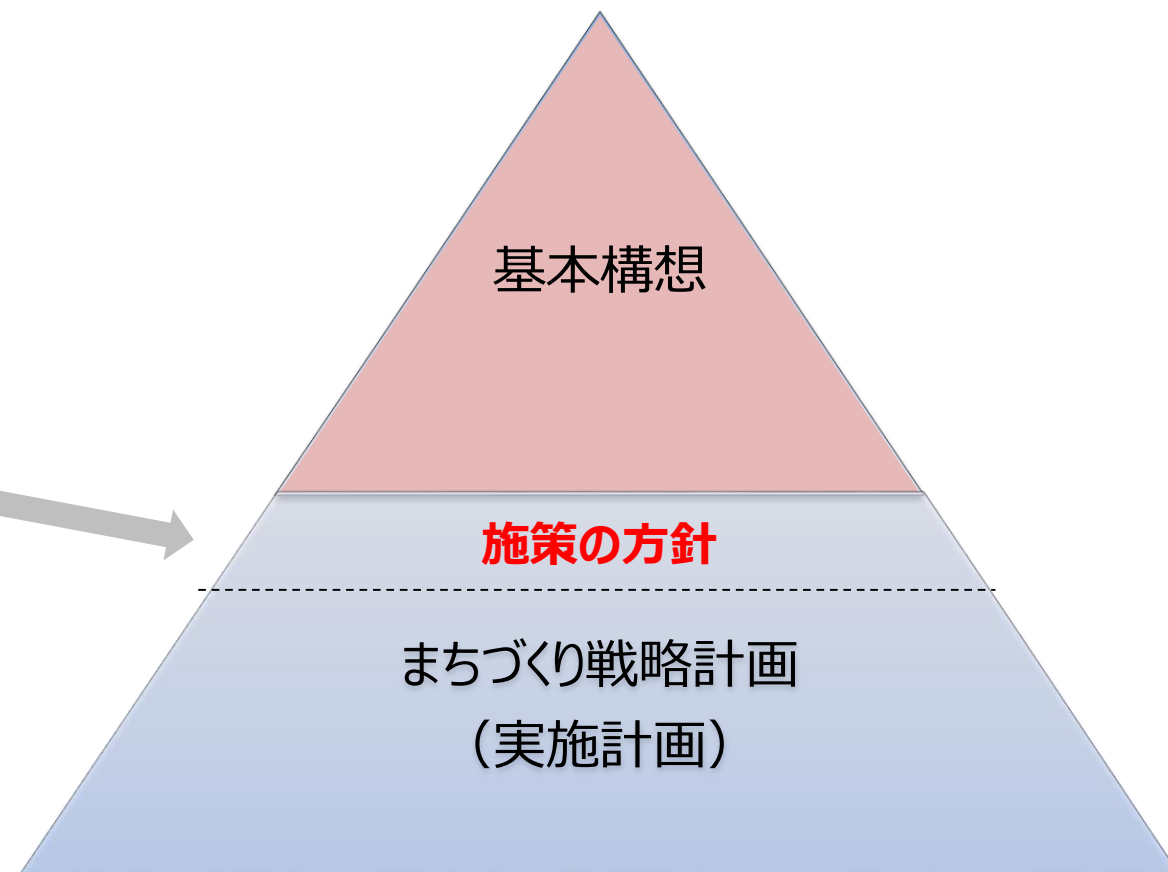 基本構想
施策の方針
まちづくり戦略計画
（実施計画）